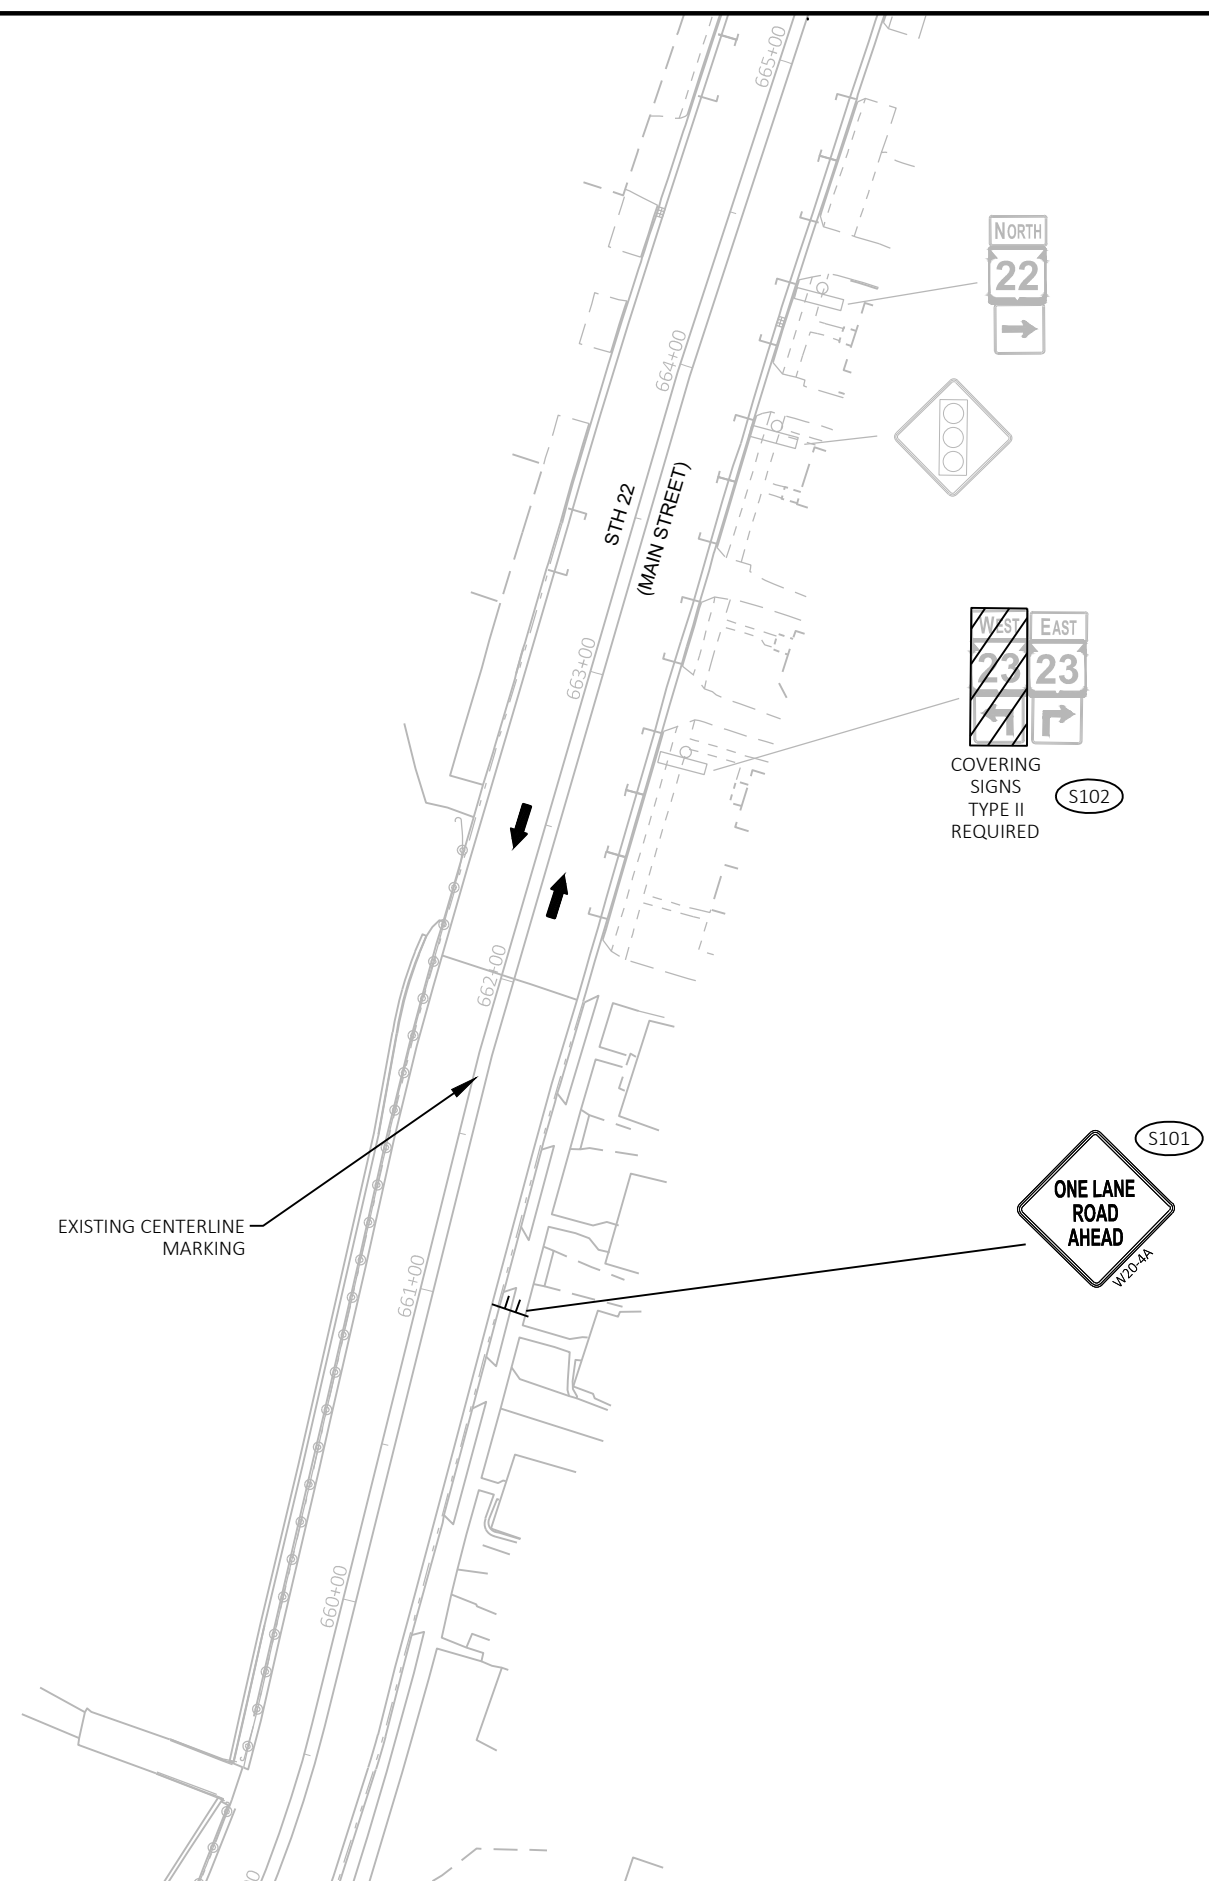 665+00
NORTH
22
664+00
STH 22
(MAIN STREET)
663+00
WEST EAST
23 23
COVERING
SIGNS
TYPE II
REQUIRED
S102
662+00
S101
ONE LANE
ROAD
AHEAD
W20-4A
EXISTING CENTERLINE
MARKING
661+00
660+00